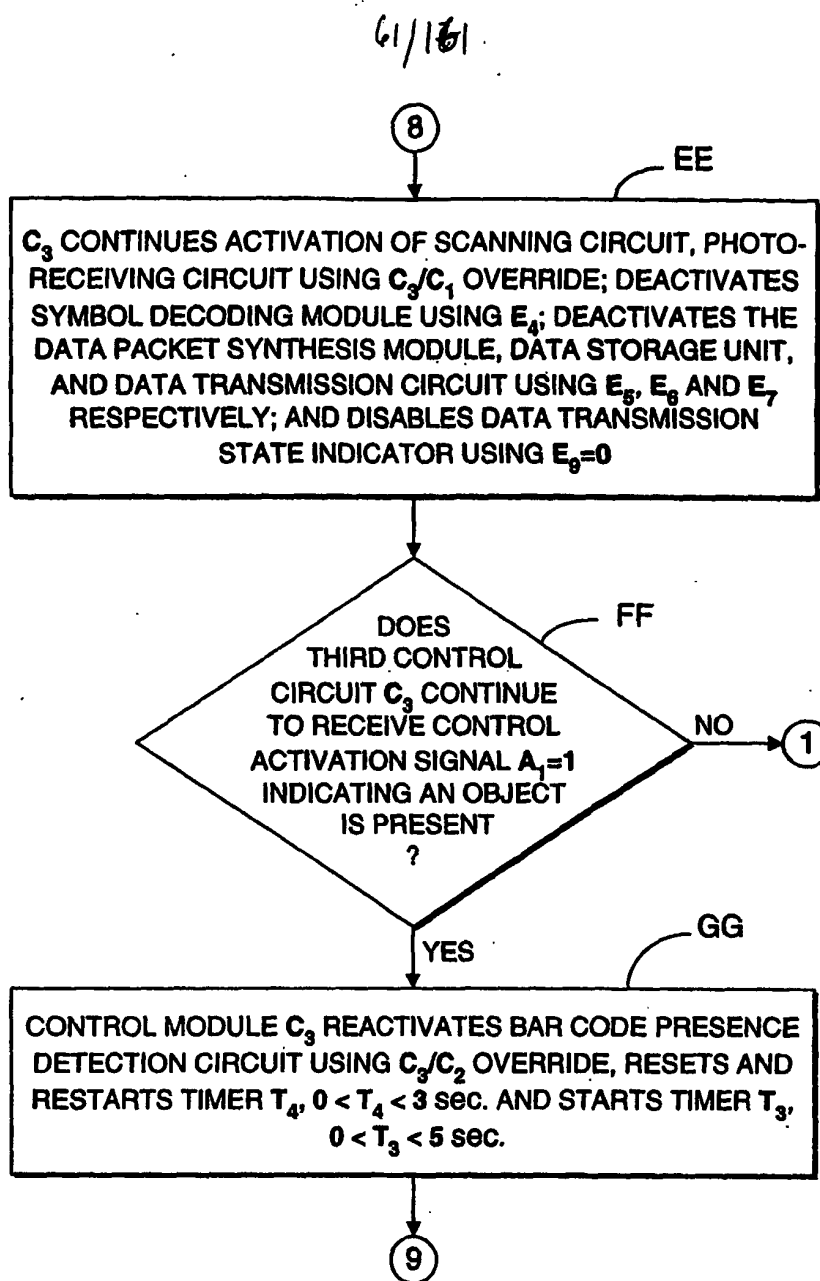 61/161
8
EE
C₃ CONTINUES ACTIVATION OF SCANNING CIRCUIT, PHOTO-
RECEIVING CIRCUIT USING C₃/C₁ OVERRIDE; DEACTIVATES
SYMBOL DECODING MODULE USING E₄; DEACTIVATES THE
DATA PACKET SYNTHESIS MODULE, DATA STORAGE UNIT,
AND DATA TRANSMISSION CIRCUIT USING E₅, E₆ AND E₇
RESPECTIVELY; AND DISABLES DATA TRANSMISSION
STATE INDICATOR USING E₉=0
FF
DOES
THIRD CONTROL
CIRCUIT C₃ CONTINUE
TO RECEIVE CONTROL
ACTIVATION SIGNAL A₁=1
INDICATING AN OBJECT
IS PRESENT
?
NO
1
YES
GG
CONTROL MODULE C₃ REACTIVATES BAR CODE PRESENCE
DETECTION CIRCUIT USING C₃/C₂ OVERRIDE, RESETS AND
RESTARTS TIMER T₄, 0 < T₄ < 3 sec. AND STARTS TIMER T₃,
0 < T₃ < 5 sec.
9